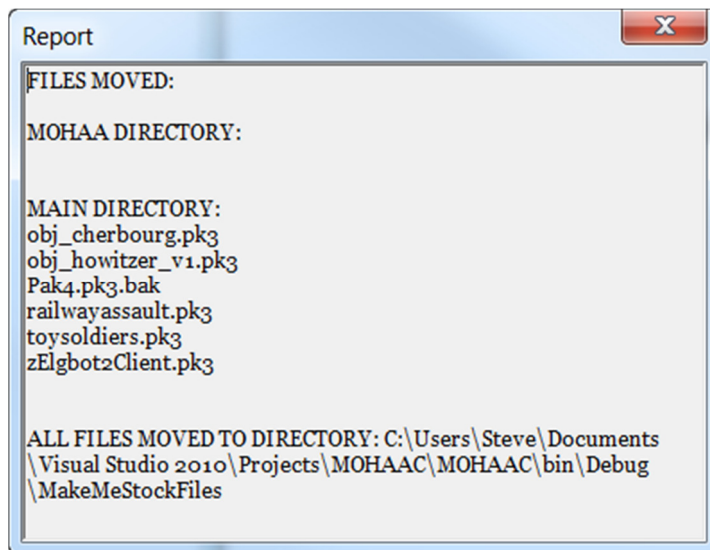 Report
FILES MOVED:
MOHAA DIRECTORY:
MAIN DIRECTORY:
obj_cherbourg.pk3
obj_howitzer_v1.pk3
Pak4.pk3.bak
railwayassault.pk3
toysoldiers.pk3
zElgbot2Client.pk3
ALL FILES MOVED TO DIRECTORY: C:\Users\Steve\Documents
\Visual Studio 2010\Projects\MOHAAC\MOHAAC\bin\Debug
\MakeMeStockFiles